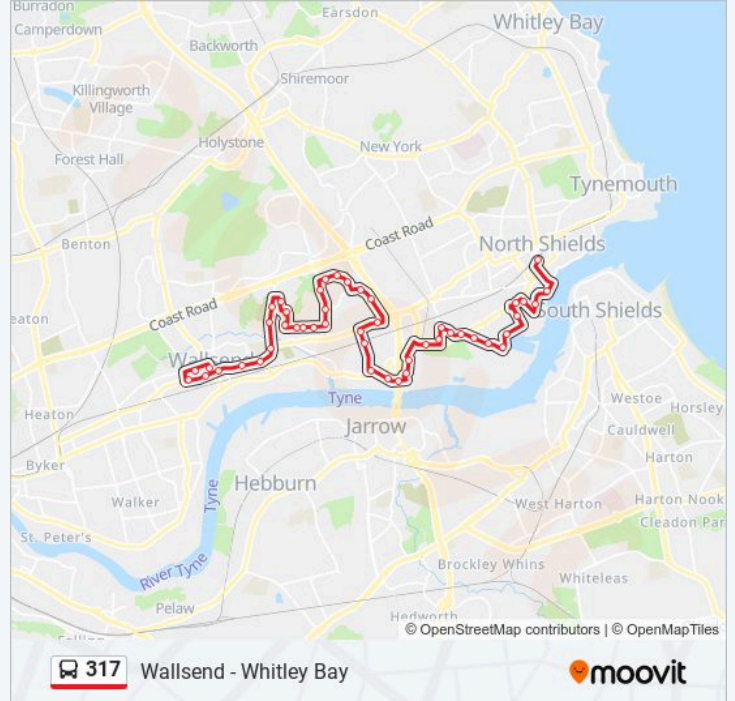 Burradon
Camperdown
Earsdon
Whitley Bay
Backworth
Shiremoor
Killingworth
Village
Holystone
New York
Forest Hall
Tynemouth
Benton
Coast Road
North Shields
Coast Road
South Shields
eaton
Wallsend
Tyne
Westoe
Horsley
Heaton
Jarrow
Cauldwell
Byker
Harton
Hebburn
Tyne
Walker
West Harton
Harton Nook
Cleadon Par
St. Peter's
River Tyne
Brockley Whins
Whiteleas
Pelaw
Hedworth
Felling
© OpenStreetMap contributors | © OpenMapTiles
317 Wallsend - Whitley Bay
moovit